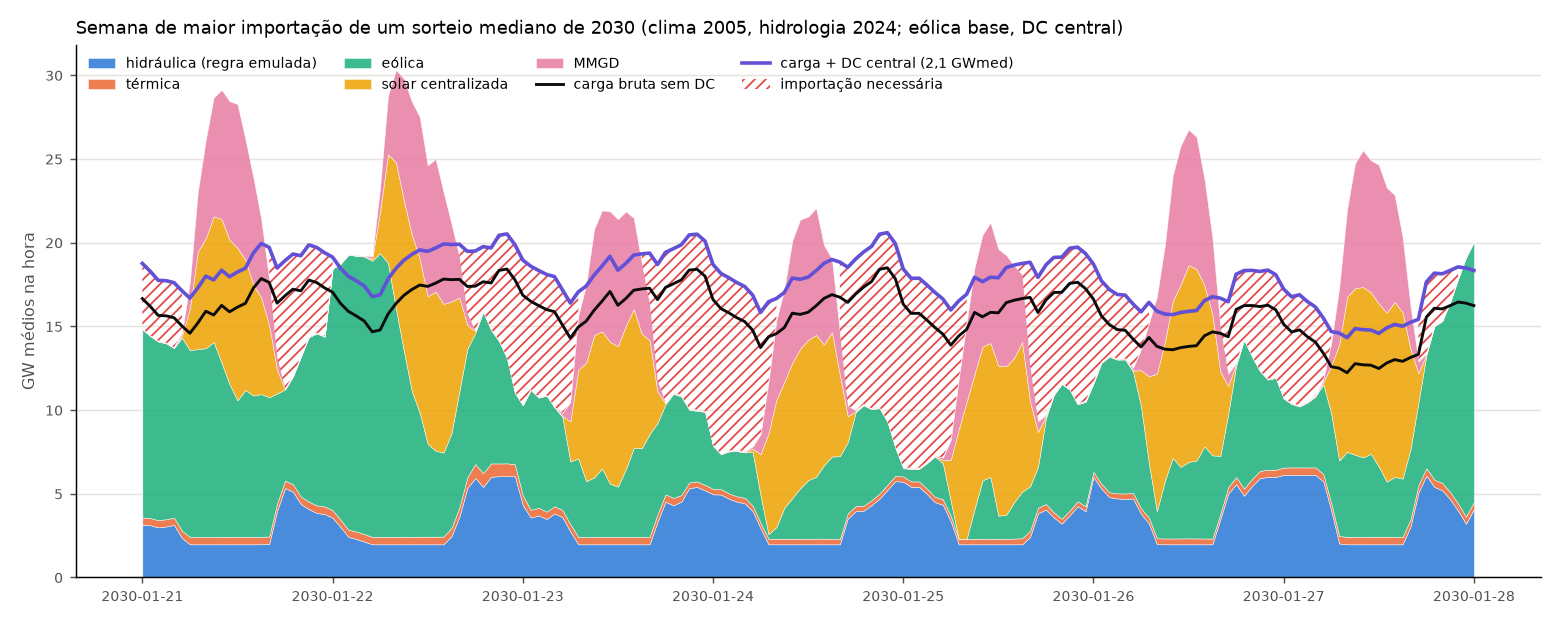 Semana de maior importação de um sorteio mediano de 2030 (clima 2005, hidrologia 2024; eólica base, DC central)
hidráulica (regra emulada)
térmica
eólica
solar centralizada
MMGD
carga bruta sem DC
carga + DC central (2,1 GWmed)
importação necessária
GW médios na hora
30
25
20
15
10
5
0
2030-01-21
2030-01-22
2030-01-23
2030-01-24
2030-01-25
2030-01-26
2030-01-27
2030-01-28